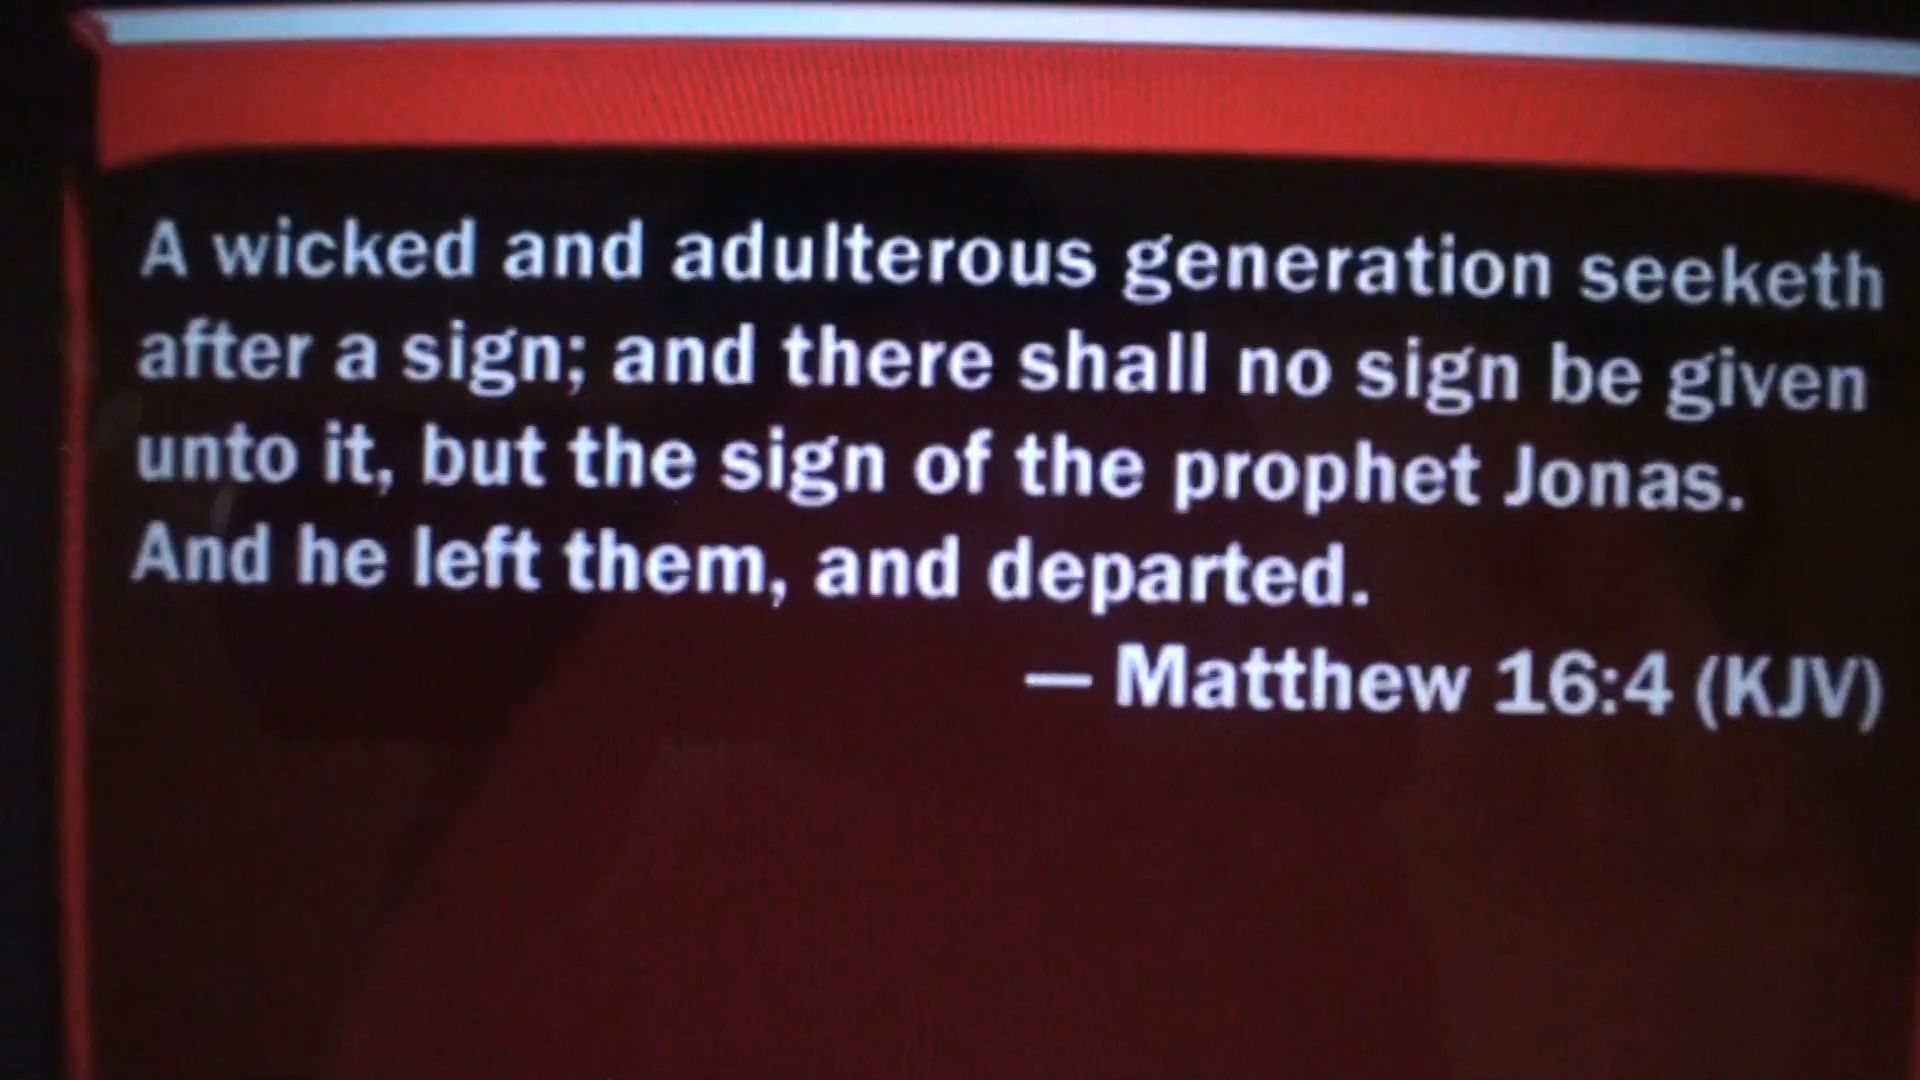 A wicked and adulterous generation seeketh
after a sign; and there shall no sign be given
unto it, but the sign of the prophet Jonas.
And he left them, and departed.
— Matthew 16:4 (KJV)